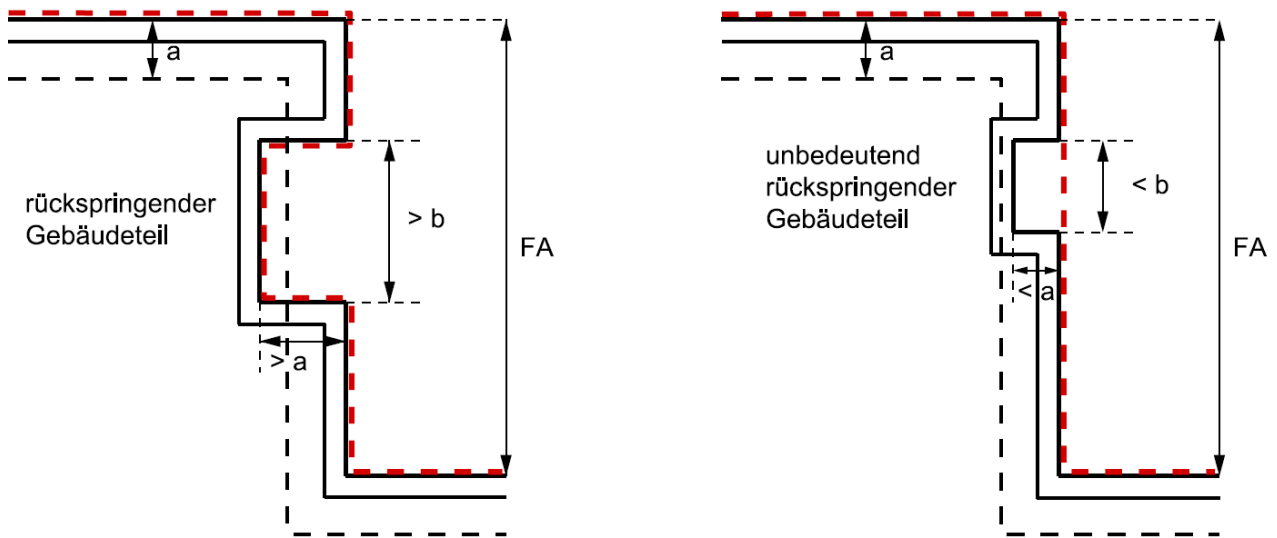 a
rückspringender
Gebäudeteil
> b
FA
> a
a
unbedeutend
rückspringender
Gebäudeteil
< b
FA
< a